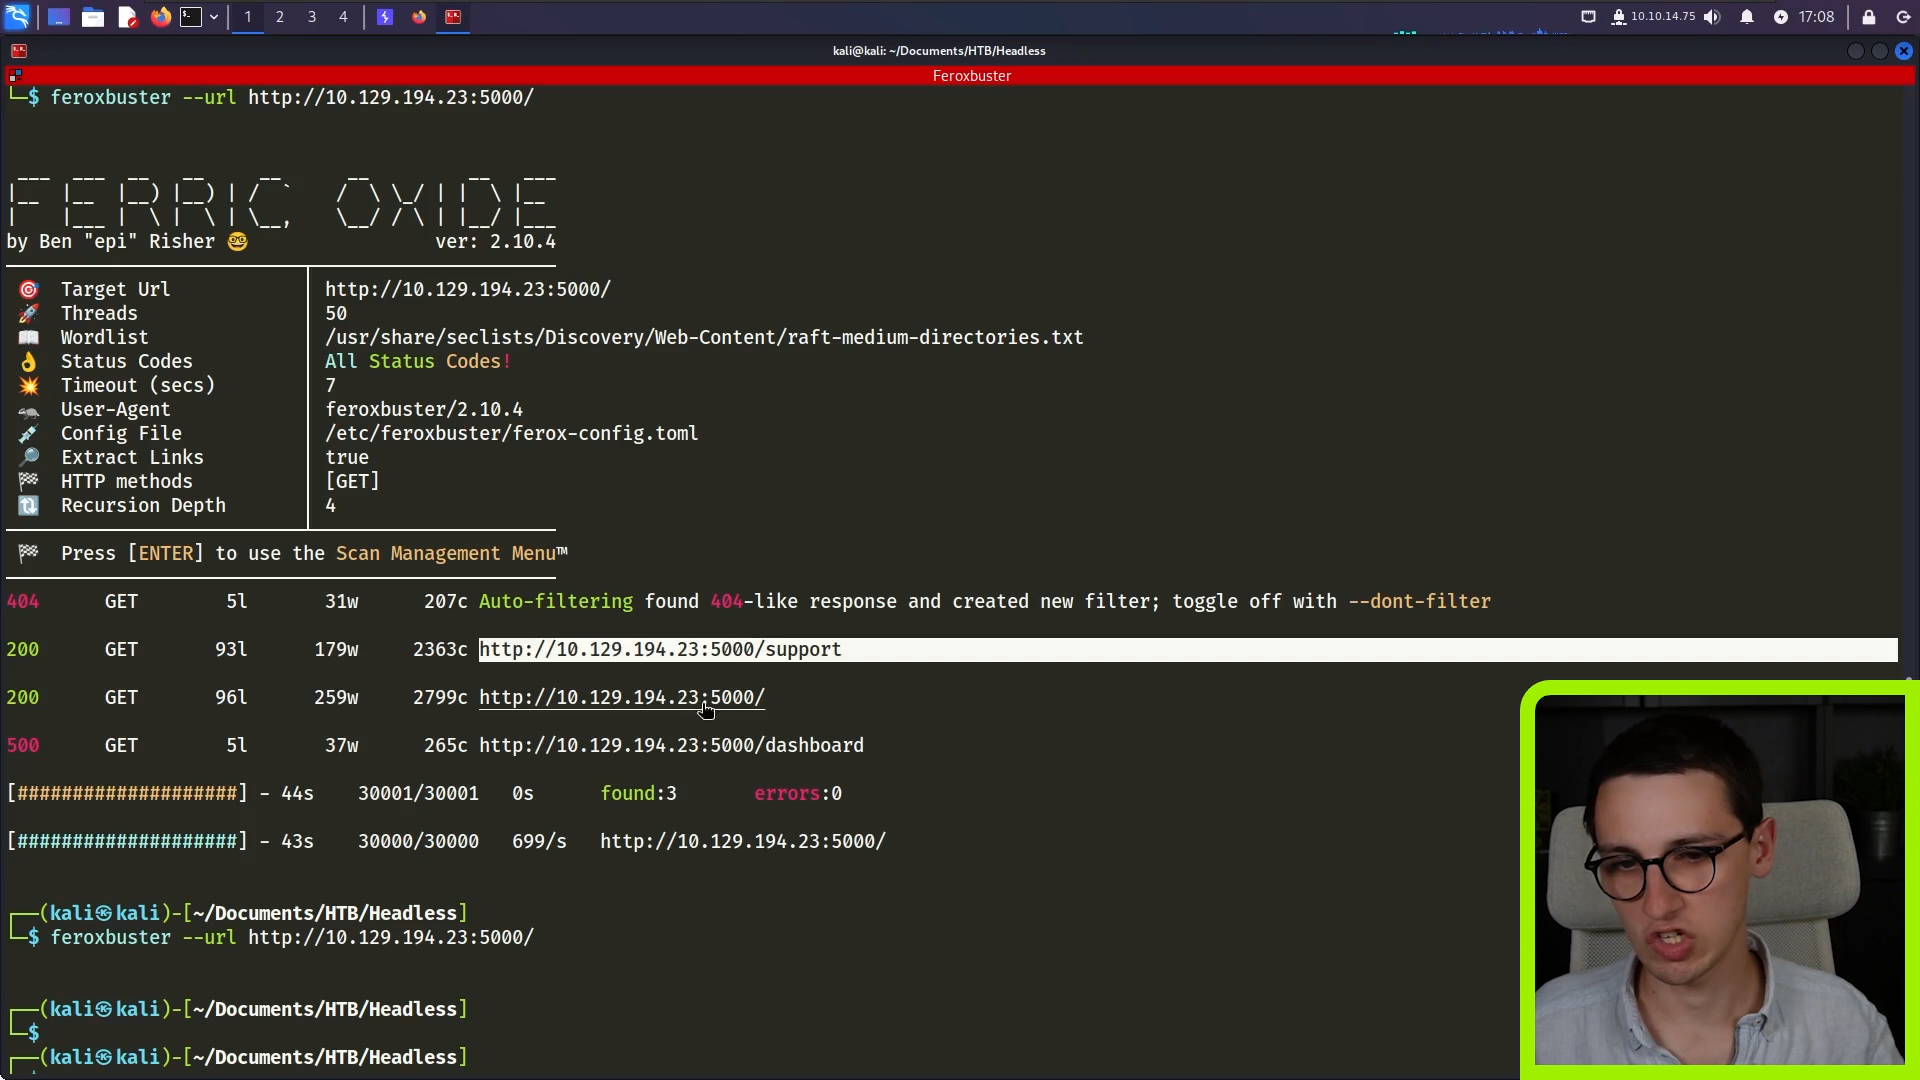 1 2 3 4 10.10.14.75 17:08
kali@kali: ~/Documents/HTB/Headless
Feroxbuster
└─$ feroxbuster --url http://10.129.194.23:5000/
FERRIC OXIDE
by Ben "epi" Risher 🤓 ver: 2.10.4
🎯 Target Url │ http://10.129.194.23:5000/
🚀 Threads │ 50
📖 Wordlist │ /usr/share/seclists/Discovery/Web-Content/raft-medium-directories.txt
👌 Status Codes │ All Status Codes!
💥 Timeout (secs) │ 7
🦡 User-Agent │ feroxbuster/2.10.4
💉 Config File │ /etc/feroxbuster/ferox-config.toml
🔎 Extract Links │ true
🏁 HTTP methods │ [GET]
🔃 Recursion Depth │ 4
🏁 Press [ENTER] to use the Scan Management Menu™
404 GET 5l 31w 207c Auto-filtering found 404-like response and created new filter; toggle off with --dont-filter
200 GET 93l 179w 2363c http://10.129.194.23:5000/support
200 GET 96l 259w 2799c http://10.129.194.23:5000/
500 GET 5l 37w 265c http://10.129.194.23:5000/dashboard
[####################] - 44s 30001/30001 0s found:3 errors:0
[####################] - 43s 30000/30000 699/s http://10.129.194.23:5000/
┌──(kali㉿kali)-[~/Documents/HTB/Headless]
└─$ feroxbuster --url http://10.129.194.23:5000/
┌──(kali㉿kali)-[~/Documents/HTB/Headless]
└─$
┌──(kali㉿kali)-[~/Documents/HTB/Headless]